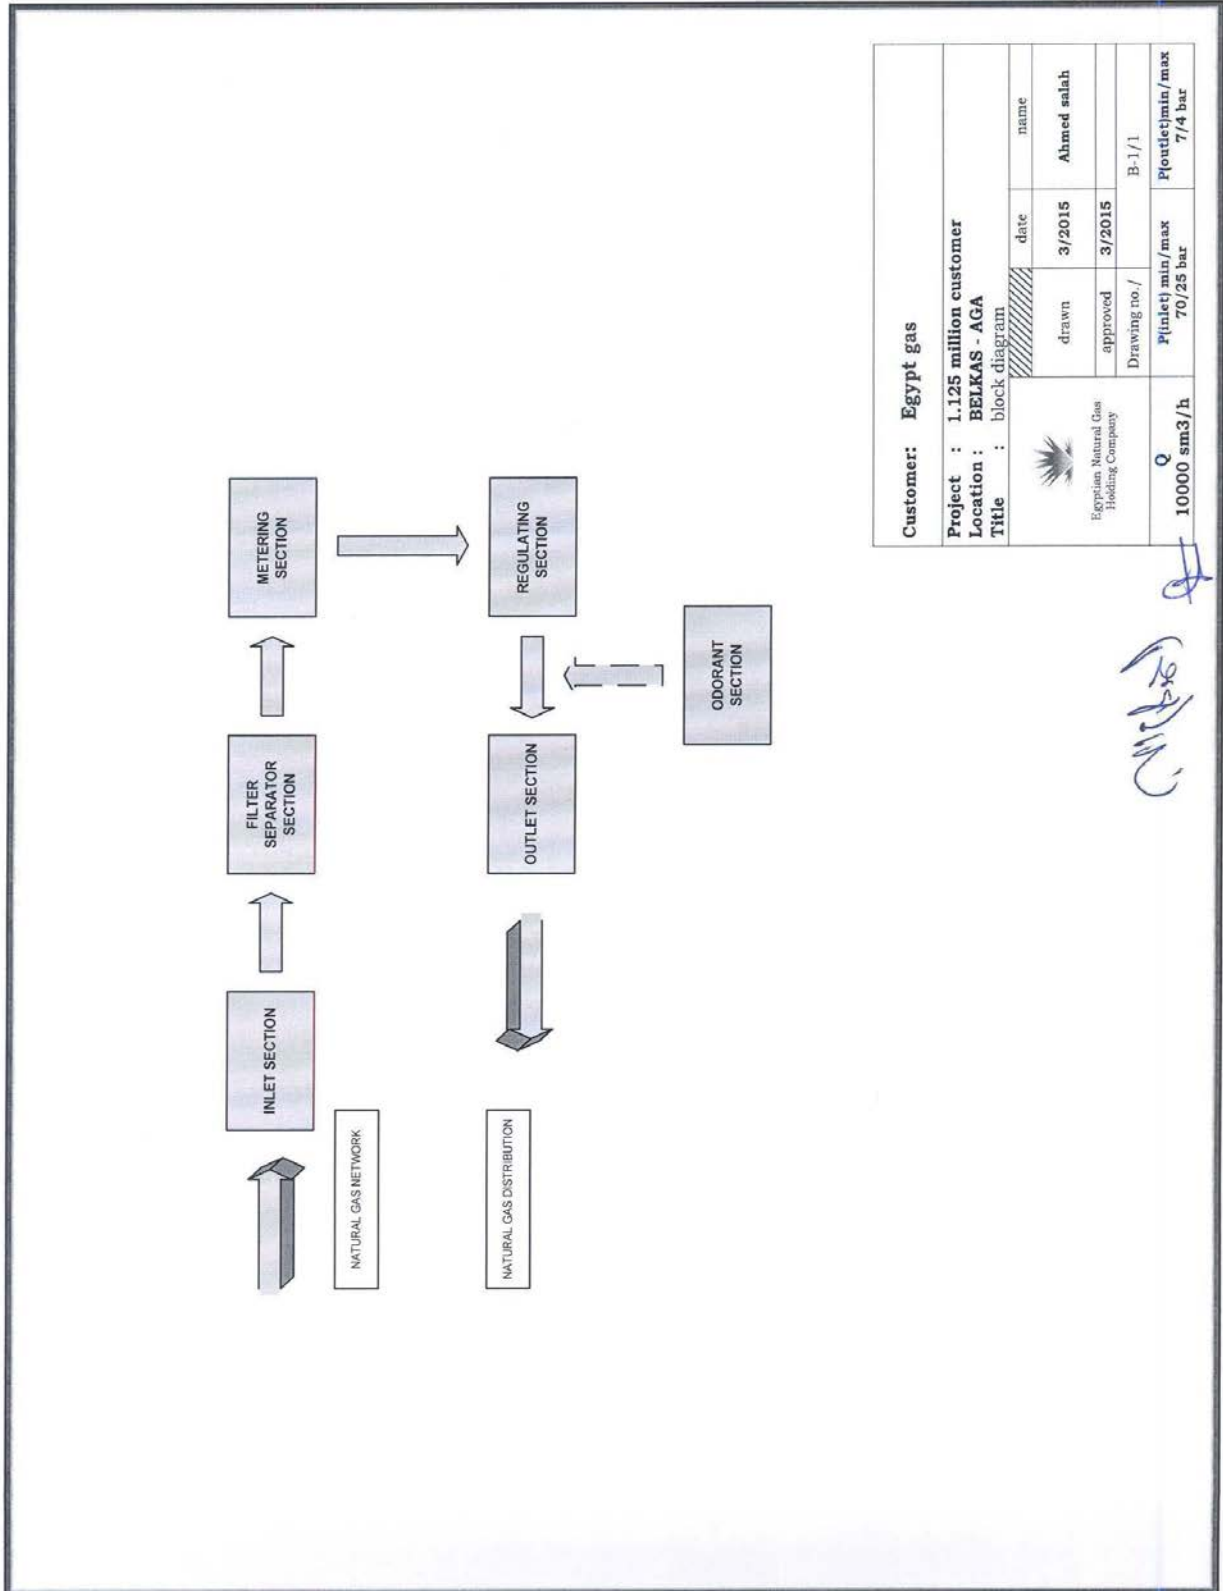 INLET SECTION
FILTER
SEPARATOR
SECTION
METERING
SECTION
NATURAL GAS NETWORK
NATURAL GAS DISTRIBUTION
OUTLET SECTION
REGULATING
SECTION
ODORANT
SECTION
Customer: Egypt gas
Project : 1.125 million customer
Location : BELKAS - AGA
Title : block diagram
date name
drawn 3/2015 Ahmed salah
approved 3/2015
Egyptian Natural Gas
Holding Company
Drawing no./ B-1/1
Q
10000 sm3/h
P(inlet) min/max
70/25 bar
P(outlet)min/max
7/4 bar